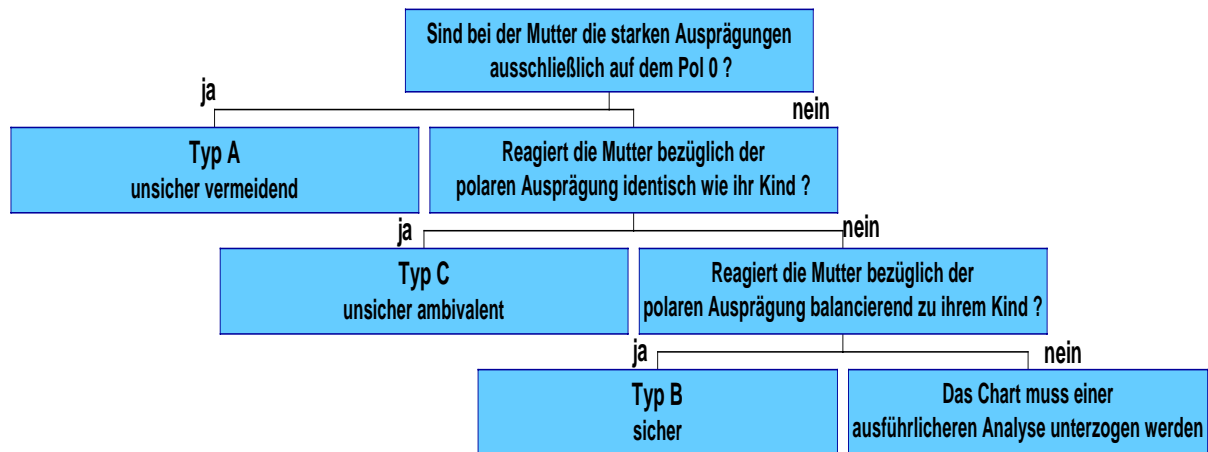 Sind bei der Mutter die starken Ausprägungen
ausschließlich auf dem Pol 0 ?
ja
nein
Typ A
unsicher vermeidend
Reagiert die Mutter bezüglich der
polaren Ausprägung identisch wie ihr Kind ?
ja
nein
Typ C
unsicher ambivalent
Reagiert die Mutter bezüglich der
polaren Ausprägung balancierend zu ihrem Kind ?
ja
nein
Typ B
sicher
Das Chart muss einer
ausführlicheren Analyse unterzogen werden